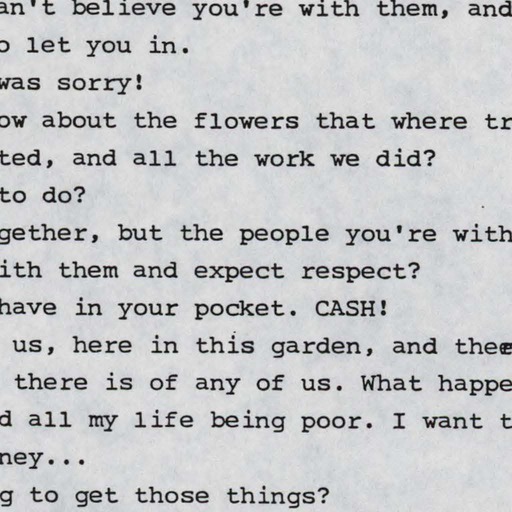 an't believe you're with them, and
o let you in.
was sorry!
ow about the flowers that where tr
ted, and all the work we did?
to do?
gether, but the people you're with
ith them and expect respect?
have in your pocket. CASH!
us, here in this garden, and thee
there is of any of us. What happe
d all my life being poor. I want t
ney...
g to get those things?